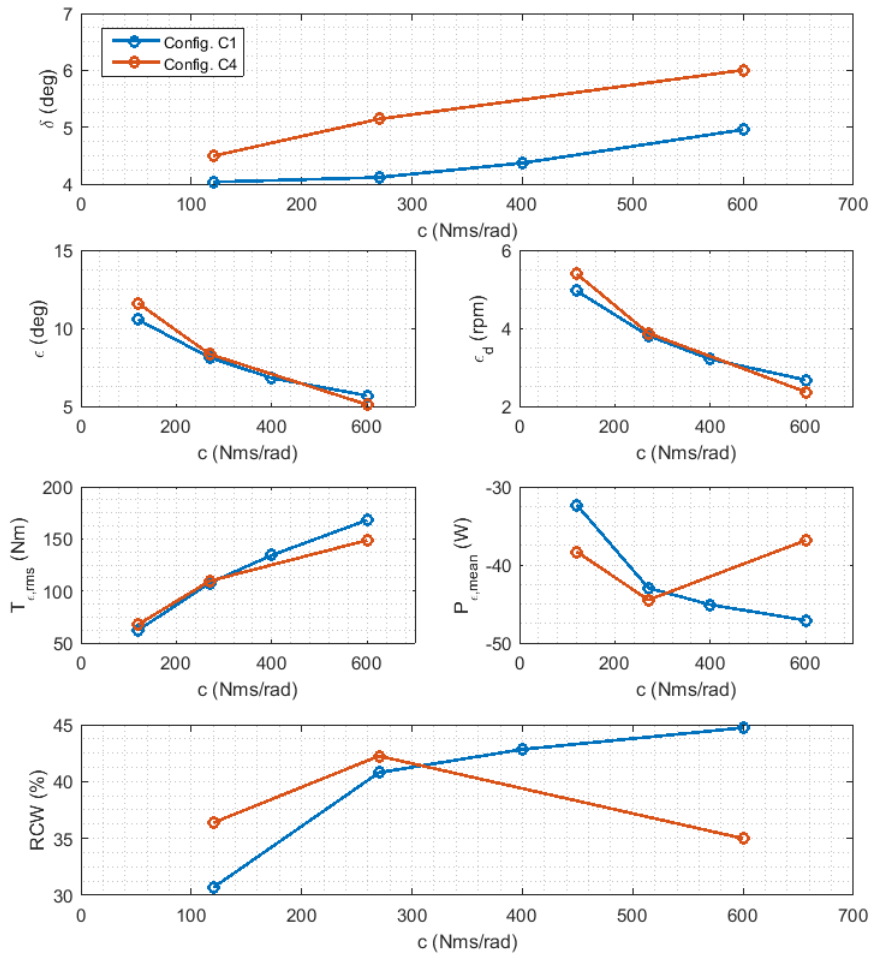 7
6
5
4
δ (deg)
Config. C1
Config. C4
0 100 200 300 400 500 600 700
c (Nms/rad)
15
10
5
ϵ (deg)
0 200 400 600
c (Nms/rad)
6
4
2
ϵd (rpm)
0 200 400 600
c (Nms/rad)
200
150
100
50
Tϵ,rms (Nm)
0 200 400 600
c (Nms/rad)
-30
-40
-50
Pϵ,mean (W)
0 200 400 600
c (Nms/rad)
45
40
35
30
RCW (%)
0 100 200 300 400 500 600 700
c (Nms/rad)